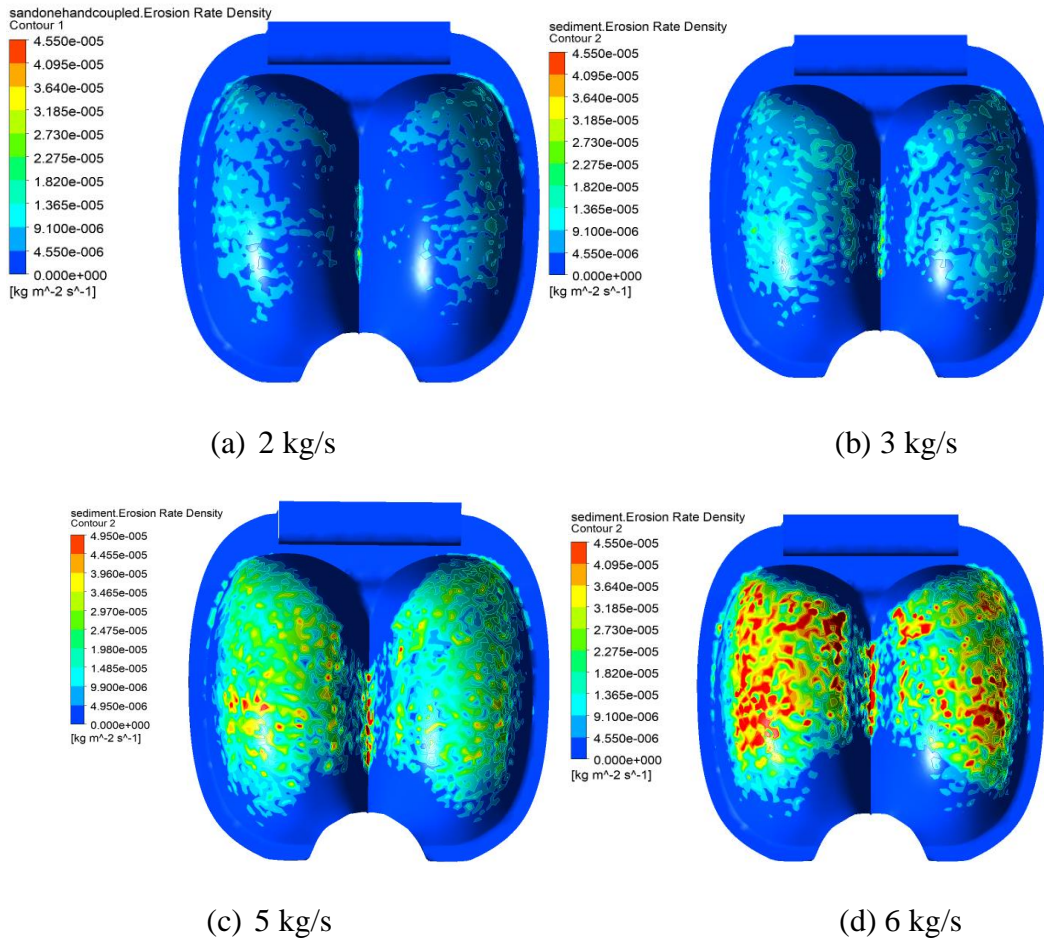 sandonehandcoupled.Erosion Rate Density
Contour 1
4.550e-005
4.095e-005
3.640e-005
3.185e-005
2.730e-005
2.275e-005
1.820e-005
1.365e-005
9.100e-006
4.550e-006
0.000e+000
[kg m^-2 s^-1]
sediment.Erosion Rate Density
Contour 2
4.550e-005
4.095e-005
3.640e-005
3.185e-005
2.730e-005
2.275e-005
1.820e-005
1.365e-005
9.100e-006
4.550e-006
0.000e+000
[kg m^-2 s^-1]
(a) 2 kg/s
(b) 3 kg/s
sediment.Erosion Rate Density
Contour 2
4.950e-005
4.455e-005
3.960e-005
3.465e-005
2.970e-005
2.475e-005
1.980e-005
1.485e-005
9.900e-006
4.950e-006
0.000e+000
[kg m^-2 s^-1]
sediment.Erosion Rate Density
Contour 2
4.550e-005
4.095e-005
3.640e-005
3.185e-005
2.730e-005
2.275e-005
1.820e-005
1.365e-005
9.100e-006
4.550e-006
0.000e+000
[kg m^-2 s^-1]
(c) 5 kg/s
(d) 6 kg/s